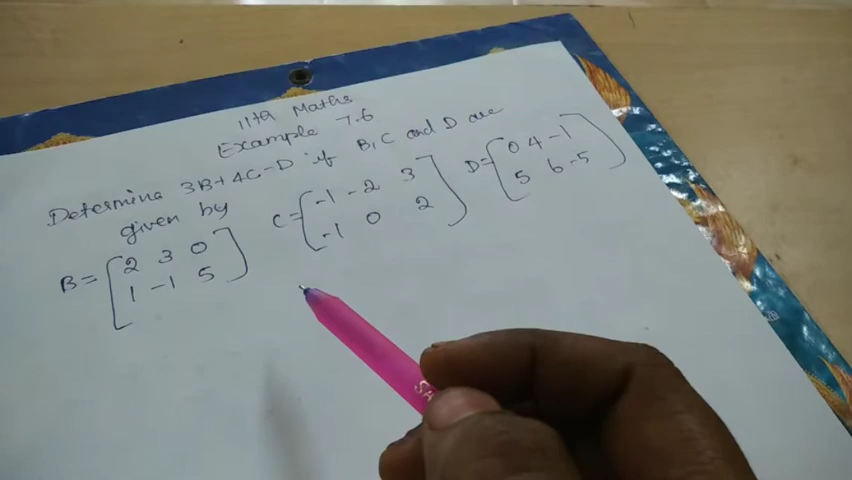 11th Maths
Example 7.6
Determine 3B+4C-D if B, C and D are
given by
B= [2 3 0
1 -1 5]
C= [-1 -2 3
-1 0 2]
D= [0 4 -1
5 6 -5]